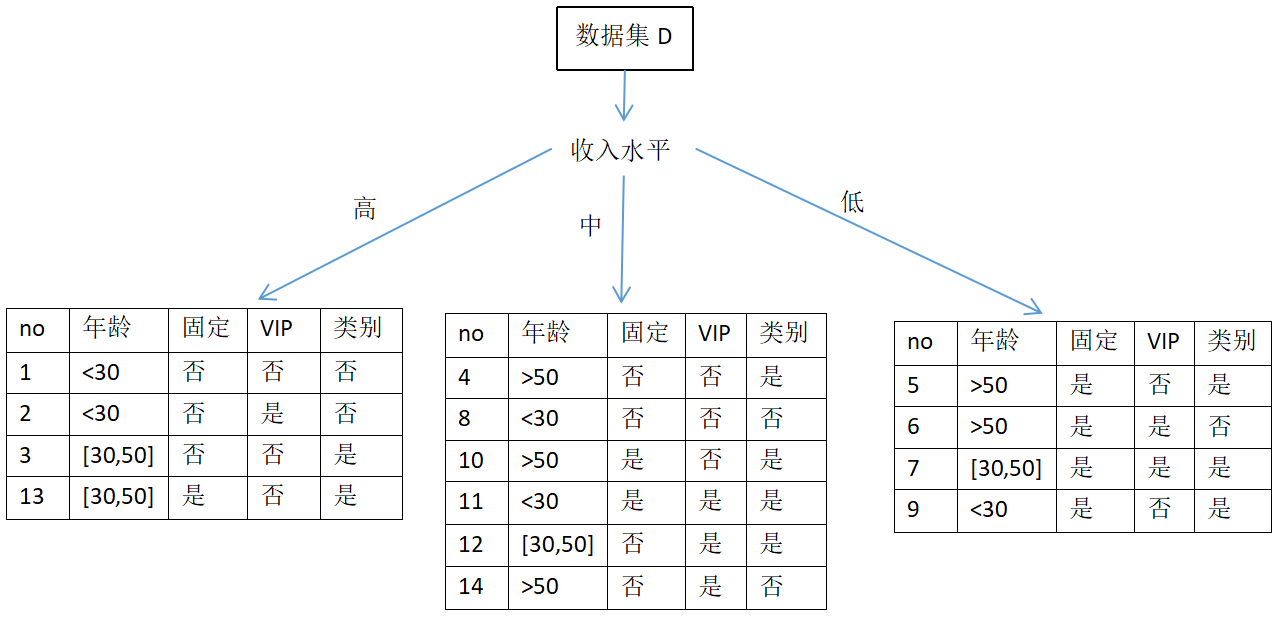 数据集 D
收入水平
高
中
低
no 年龄 固定 VIP 类别
1 <30 否 否 否
2 <30 否 是 否
3 [30,50] 否 否 是
13 [30,50] 是 否 是
no 年龄 固定 VIP 类别
4 >50 否 否 是
8 <30 否 否 否
10 >50 是 否 是
11 <30 是 是 是
12 [30,50] 否 是 是
14 >50 否 是 否
no 年龄 固定 VIP 类别
5 >50 是 否 是
6 >50 是 是 否
7 [30,50] 是 是 是
9 <30 是 否 是